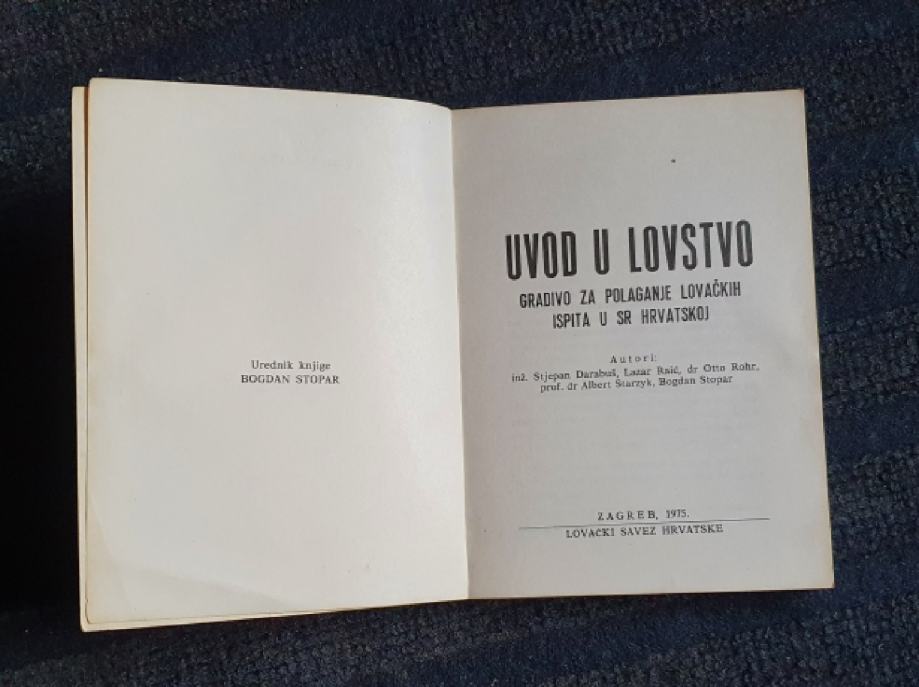 Urednik knjige
BOGDAN STOPAR
UVOD U LOVSTVO
GRADIVO ZA POLAGANJE LOVAČKIH
ISPITA U SR HRVATSKOJ
Autori:
inž. Stjepan Darabuš, Lazar Raić, dr Otto Rohr,
prof. dr Albert Štarzyk, Bogdan Stopar
ZAGREB, 1975.
LOVAČKI SAVEZ HRVATSKE